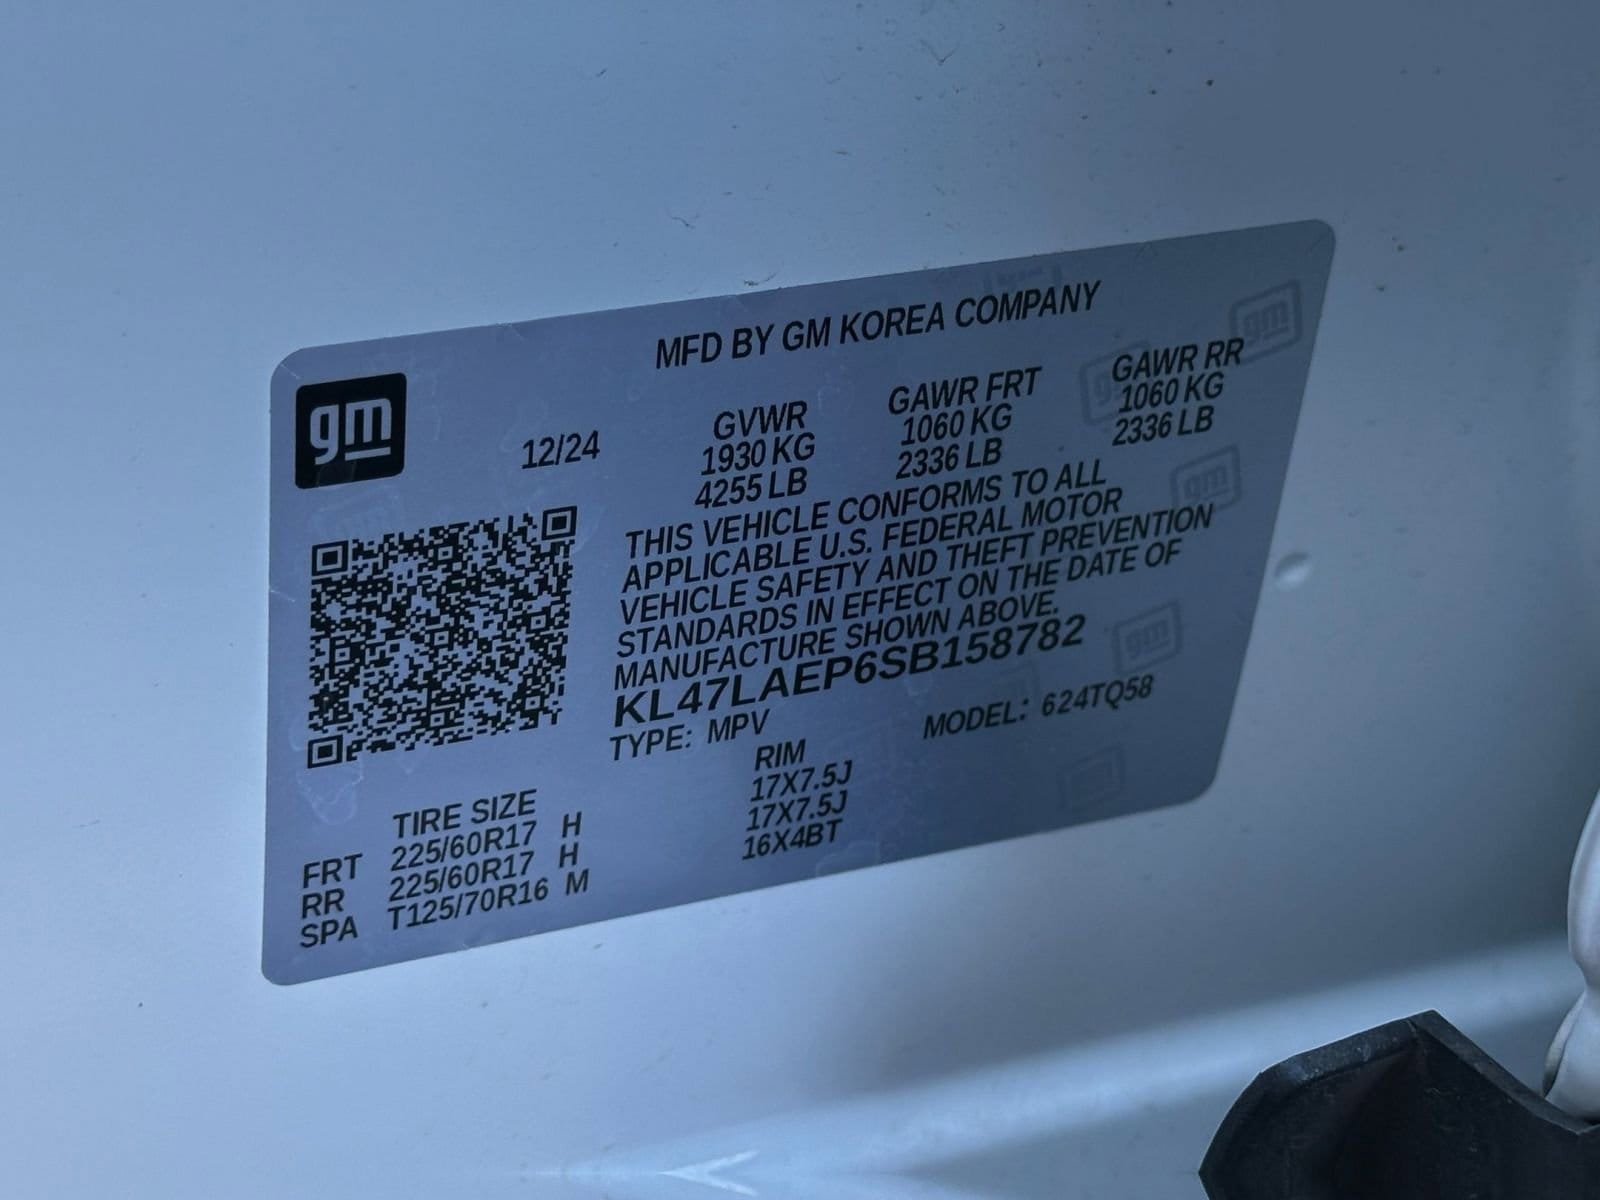 MFD BY GM KOREA COMPANY
gm
12/24
GVWR GAWR FRT GAWR RR
1930 KG 1060 KG 1060 KG
4255 LB 2336 LB 2336 LB
THIS VEHICLE CONFORMS TO ALL
APPLICABLE U.S. FEDERAL MOTOR
VEHICLE SAFETY AND THEFT PREVENTION
STANDARDS IN EFFECT ON THE DATE OF
MANUFACTURE SHOWN ABOVE.
KL47LAEP6SB158782
TYPE: MPV MODEL: 624TQ58
TIRE SIZE RIM
FRT 225/60R17 H 17X7.5J
RR 225/60R17 H 17X7.5J
SPA T125/70R16 M 16X4BT